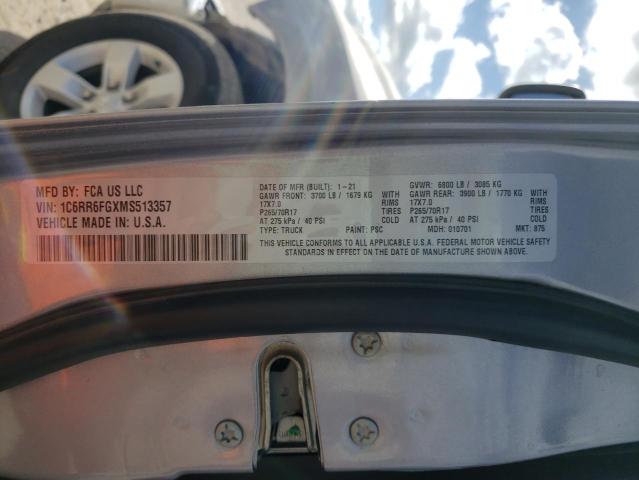 MFD BY: FCA US LLC
VIN: 1C6RR6FGXMS513357
VEHICLE MADE IN U.S.A.
DATE OF MFR (BUILT): 1-21
GAWR FRONT: 3700 LB / 1679 KG
17X7.0 RIMS
P265/70R17 TIRES
AT 275 kPa / 40 PSI COLD
TYPE: TRUCK PAINT: PSC
GVWR: 6800 LB / 3085 KG
GAWR REAR: 3900 LB / 1770 KG
17X7.0 RIMS
P265/70R17 TIRES
AT 275 kPa / 40 PSI COLD
MDH: 010701 MKT: 875
THIS VEHICLE CONFORMS TO ALL APPLICABLE U.S.A. FEDERAL MOTOR VEHICLE SAFETY
STANDARDS IN EFFECT ON THE DATE OF MANUFACTURE SHOWN ABOVE.